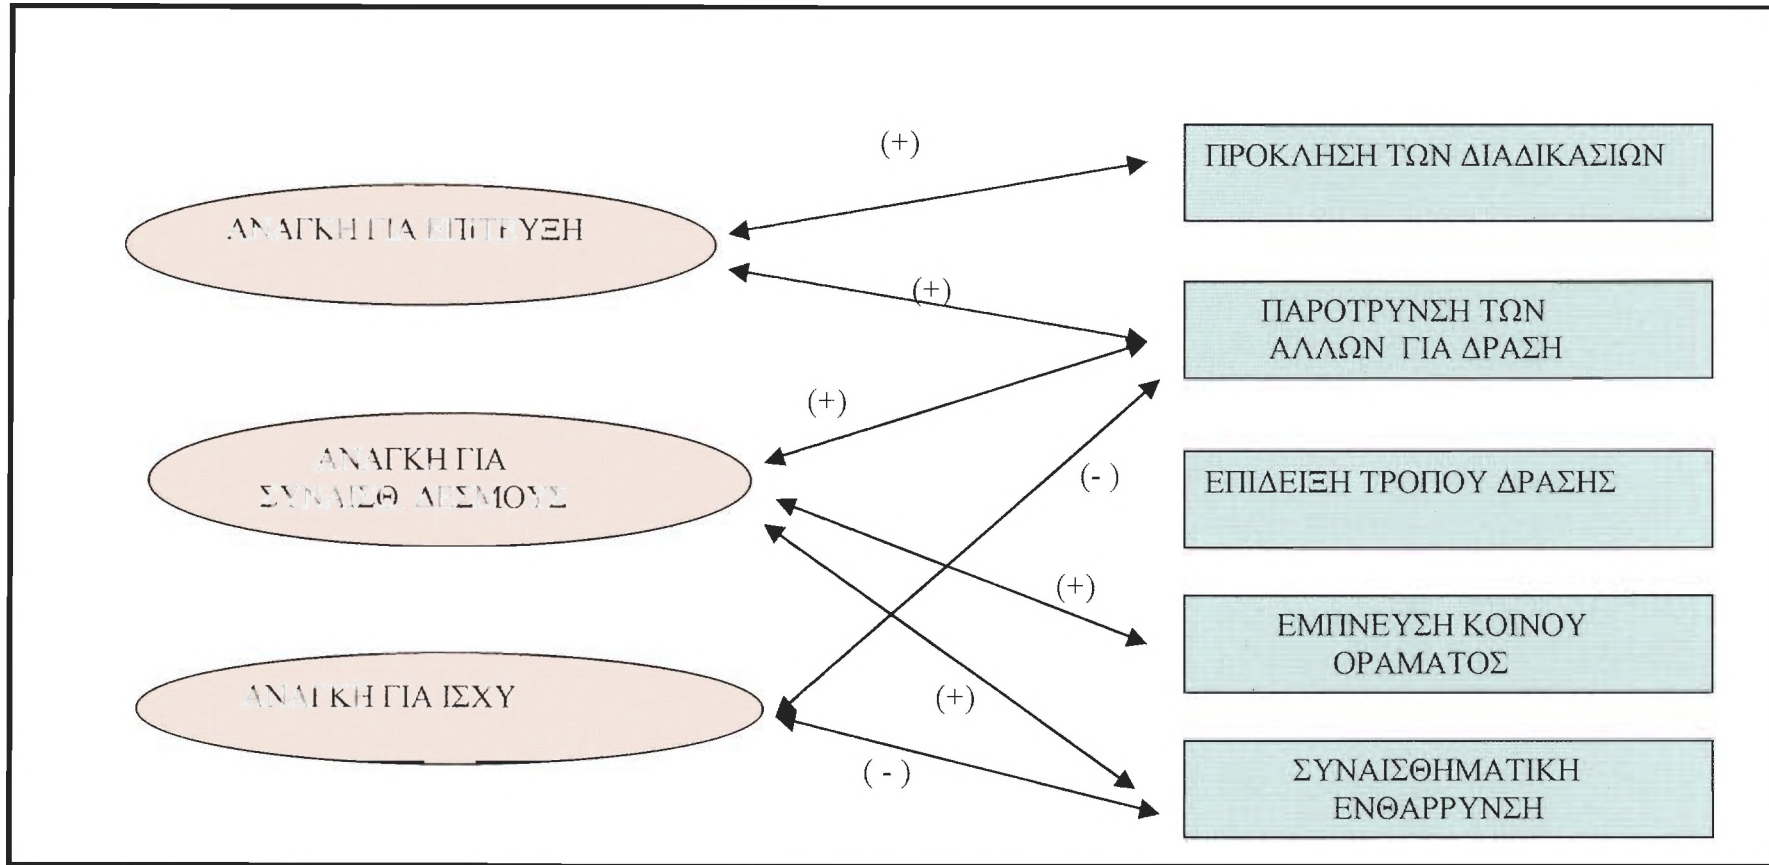 (+)
ΠΡΟΚΛΗΣΗ ΤΩΝ ΔΙΑΔΙΚΑΣΙΩΝ
ΑΝΑΓΚΗ ΓΙΑ ΕΠΙΤΕΥΞΗ
(+)
ΠΑΡΟΤΡΥΝΣΗ ΤΩΝ
ΑΛΛΩΝ ΓΙΑ ΔΡΑΣΗ
(+)
ΑΝΑΓΚΗ ΓΙΑ
ΣΥΝΑΙΣΘ. ΔΕΣΜΟΥΣ
(-)
ΕΠΙΔΕΙΞΗ ΤΡΟΠΟΥ ΔΡΑΣΗΣ
(+)
ΕΜΠΝΕΥΣΗ ΚΟΙΝΟΥ
ΟΡΑΜΑΤΟΣ
ΑΝΑΓΚΗ ΓΙΑ ΙΣΧΥ
(+)
(-)
ΣΥΝΑΙΣΘΗΜΑΤΙΚΗ
ΕΝΘΑΡΡΥΝΣΗ